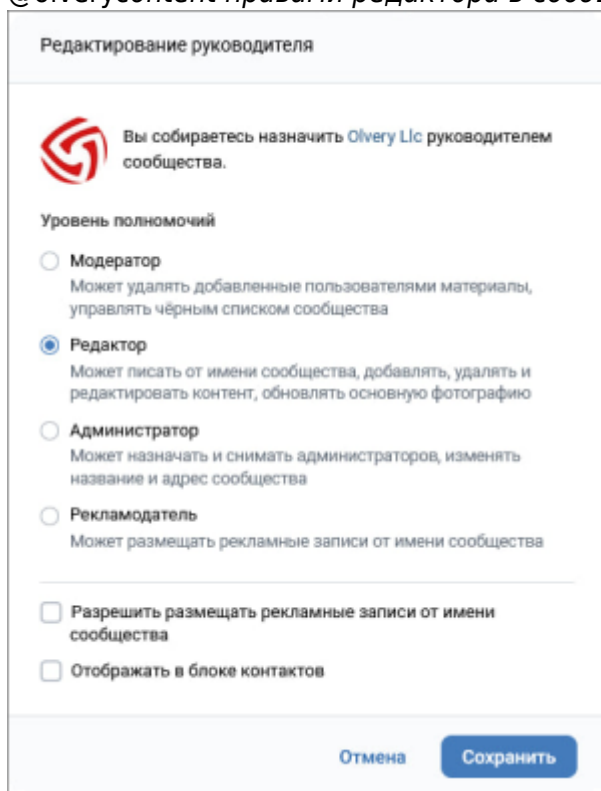 Редактирование руководителя
Вы собираетесь назначить Olvery Llc руководителем
сообщества.
Уровень полномочий
Модератор
Может удалять добавленные пользователями материалы,
управлять чёрным списком сообщества
Редактор
Может писать от имени сообщества, добавлять, удалять и
редактировать контент, обновлять основную фотографию
Администратор
Может назначать и снимать администраторов, изменять
название и адрес сообщества
Рекламодатель
Может размещать рекламные записи от имени сообщества
Разрешить размещать рекламные записи от имени
сообщества
Отображать в блоке контактов
Отмена
Сохранить